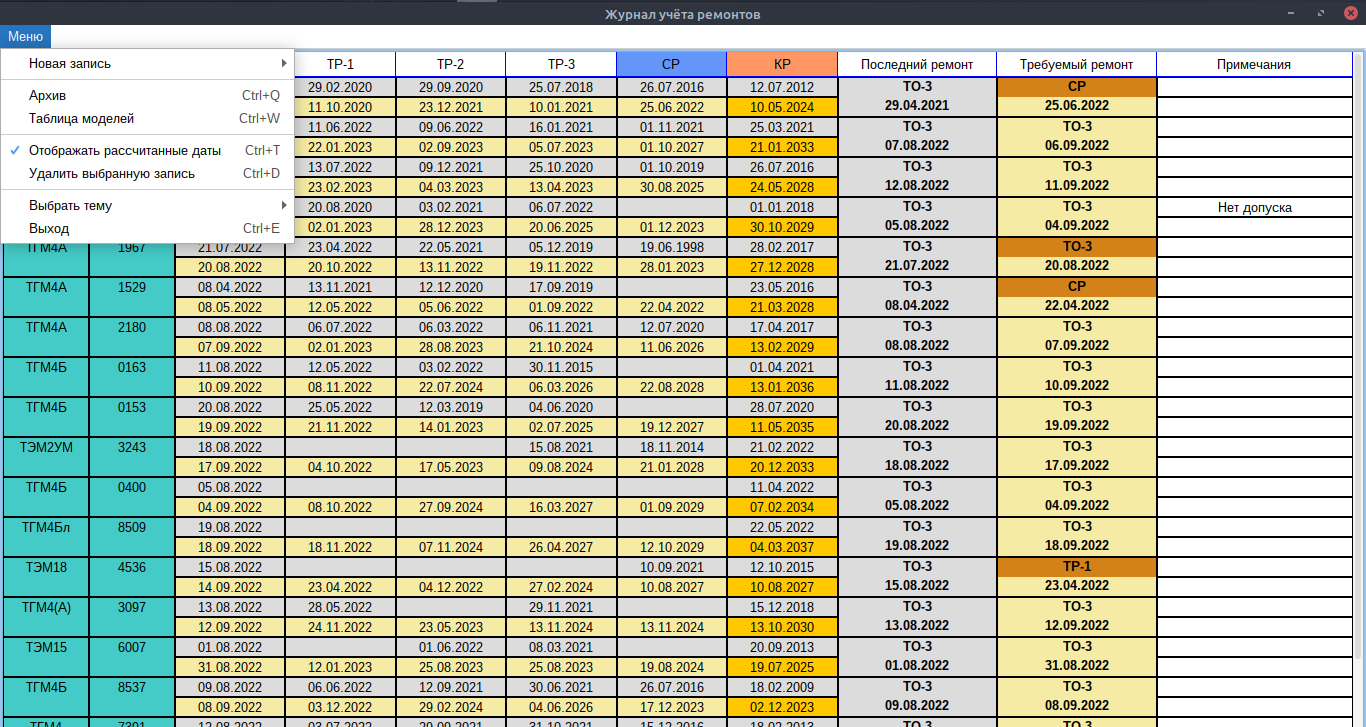 Журнал учёта ремонтов
Меню
Новая запись
Архив Ctrl+Q
Таблица моделей Ctrl+W
Отображать рассчитанные даты Ctrl+T
Удалить выбранную запись Ctrl+D
Выбрать тему
Выход Ctrl+E
ТР-1 ТР-2 ТР-3 СР КР Последний ремонт Требуемый ремонт Примечания
29.02.2020 29.09.2020 25.07.2018 26.07.2016 12.07.2012 ТО-3 СР
11.10.2020 23.12.2021 10.01.2021 25.06.2022 10.05.2024 29.04.2021 25.06.2022
11.06.2022 09.06.2022 16.01.2021 01.11.2021 25.03.2021 ТО-3 ТО-3
22.01.2023 02.09.2023 05.07.2023 01.10.2027 21.01.2033 07.08.2022 06.09.2022
13.07.2022 09.12.2021 25.10.2020 01.10.2019 26.07.2016 ТО-3 ТО-3
23.02.2023 04.03.2023 13.04.2023 30.08.2025 24.05.2028 12.08.2022 11.09.2022
20.08.2020 03.02.2021 06.07.2022 01.01.2018 ТО-3 ТО-3 Нет допуска
02.01.2023 28.12.2023 20.06.2025 01.12.2023 30.10.2029 05.08.2022 04.09.2022
ТГМ4А 1967 21.07.2022 23.04.2022 22.05.2021 05.12.2019 19.06.1998 28.02.2017 ТО-3 ТО-3
20.08.2022 20.10.2022 13.11.2022 19.11.2022 28.01.2023 27.12.2028 21.07.2022 20.08.2022
ТГМ4А 1529 08.04.2022 13.11.2021 12.12.2020 17.09.2019 23.05.2016 ТО-3 СР
08.05.2022 12.05.2022 05.06.2022 01.09.2022 22.04.2022 21.03.2028 08.04.2022 22.04.2022
ТГМ4А 2180 08.08.2022 06.07.2022 06.03.2022 06.11.2021 12.07.2020 17.04.2017 ТО-3 ТО-3
07.09.2022 02.01.2023 28.08.2023 21.10.2024 11.06.2026 13.02.2029 08.08.2022 07.09.2022
ТГМ4Б 0163 11.08.2022 12.05.2022 03.02.2022 30.11.2015 01.04.2021 ТО-3 ТО-3
10.09.2022 08.11.2022 22.07.2024 06.03.2026 22.08.2028 13.01.2036 11.08.2022 10.09.2022
ТГМ4Б 0153 20.08.2022 25.05.2022 12.03.2019 04.06.2020 28.07.2020 ТО-3 ТО-3
19.09.2022 21.11.2022 14.01.2023 02.07.2025 19.12.2027 11.05.2035 20.08.2022 19.09.2022
ТЭМ2УМ 3243 18.08.2022 15.08.2021 18.11.2014 21.02.2022 ТО-3 ТО-3
17.09.2022 04.10.2022 17.05.2023 09.08.2024 21.01.2028 20.12.2033 18.08.2022 17.09.2022
ТГМ4Б 0400 05.08.2022 11.04.2022 ТО-3 ТО-3
04.09.2022 08.10.2022 27.09.2024 16.03.2027 01.09.2029 07.02.2034 05.08.2022 04.09.2022
ТГМ4Бл 8509 19.08.2022 22.05.2022 ТО-3 ТО-3
18.09.2022 18.11.2022 07.11.2024 26.04.2027 12.10.2029 04.03.2037 19.08.2022 18.09.2022
ТЭМ18 4536 15.08.2022 10.09.2021 12.10.2015 ТО-3 ТР-1
14.09.2022 23.04.2022 04.12.2022 27.02.2024 10.08.2027 10.08.2027 15.08.2022 23.04.2022
ТГМ4(А) 3097 13.08.2022 28.05.2022 29.11.2021 15.12.2018 ТО-3 ТО-3
12.09.2022 24.11.2022 23.05.2023 13.11.2024 13.11.2024 13.10.2030 13.08.2022 12.09.2022
ТЭМ15 6007 01.08.2022 01.06.2022 08.03.2021 20.09.2013 ТО-3 ТО-3
31.08.2022 12.01.2023 25.08.2023 25.08.2023 19.08.2024 19.07.2025 01.08.2022 31.08.2022
ТГМ4Б 8537 09.08.2022 06.06.2022 12.09.2021 30.06.2021 26.07.2016 18.02.2009 ТО-3 ТО-3
08.09.2022 03.12.2022 29.02.2024 04.06.2026 17.12.2023 02.12.2023 09.08.2022 08.09.2022
ТГМ4 7301 12.08.2022 03.07.2022 29.09.2021 31.10.2021 15.12.2016 18.02.2013 ТО-3 ТО-3